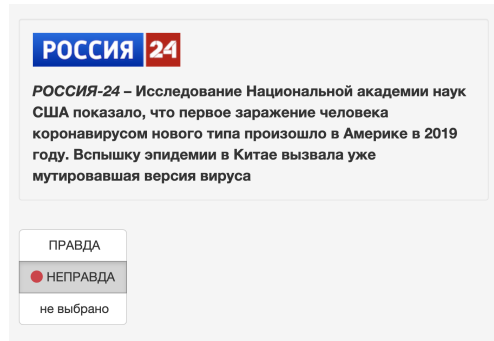 РОССИЯ 24
РОССИЯ-24 – Исследование Национальной академии наук
США показало, что первое заражение человека
коронавирусом нового типа произошло в Америке в 2019
году. Вспышку эпидемии в Китае вызвала уже
мутировавшая версия вируса
ПРАВДА
НЕПРАВДА
не выбрано